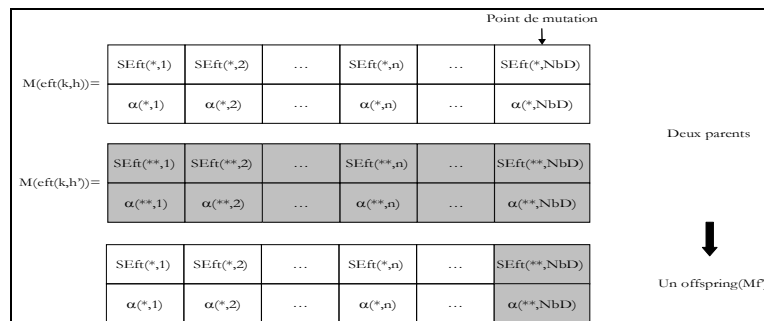 Point de mutation
M(eft(k,h))=
SEft(*,1) SEft(*,2) ... SEft(*,n) ... SEft(*,NbD)
α(*,1) α(*,2) ... α(*,n) ... α(*,NbD)
Deux parents
M(eft(k,h'))=
SEft(**,1) SEft(**,2) ... SEft(**,n) ... SEft(**,NbD)
α(**,1) α(**,2) ... α(**,n) ... α(**,NbD)
SEft(*,1) SEft(*,2) ... SEft(*,n) ... SEft(**,NbD)
α(*,1) α(*,2) ... α(*,n) ... α(**,NbD)
Un offspring(Mf